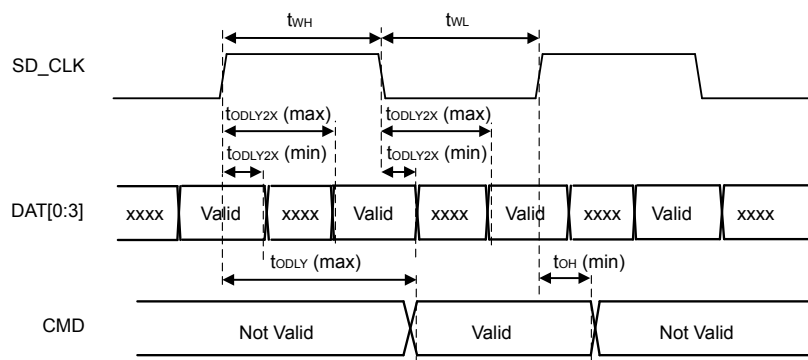 tWH tWL
SD_CLK
tODLY2X (max) tODLY2X (max)
tODLY2X (min) tODLY2X (min)
DAT[0:3] xxxx Valid xxxx Valid xxxx Valid xxxx Valid xxxx
tODLY (max) tOH (min)
CMD Not Valid Valid Not Valid